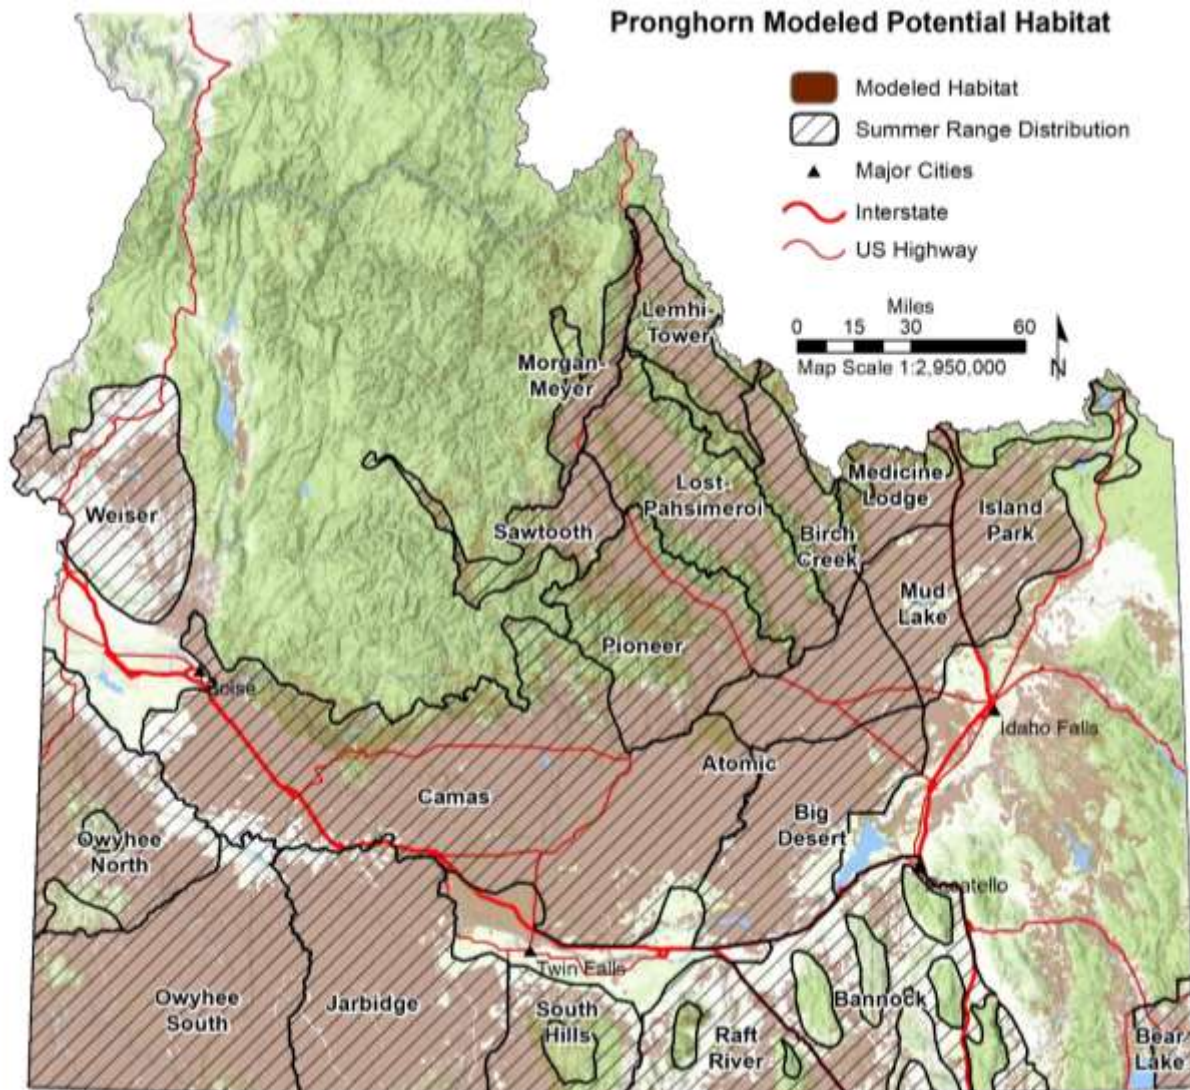 Pronghorn Modeled Potential Habitat
Modeled Habitat
Summer Range Distribution
Major Cities
Interstate
US Highway
Miles
0 15 30 60
Map Scale 1:2,950,000
N
Lemhi-
Tower
Morgan-
Meyer
Medicine
Lodge
Lost-
Pahsimeroi
Island
Park
Weiser
Sawtooth
Birch
Creek
Mud
Lake
Pioneer
Boise
Idaho Falls
Atomic
Camas
Big
Desert
Owyhee
North
Pocatello
Twin Falls
Owyhee
South
Jarbidge
South
Hills
Bannock
Raft
River
Bear
Lake